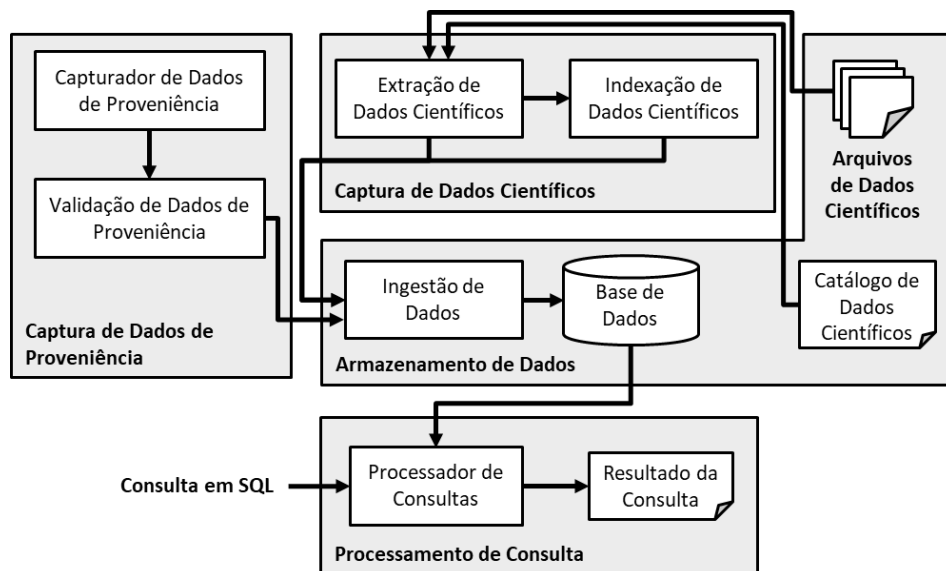 Capturador de Dados
de Proveniência
Validação de Dados de
Proveniência
Captura de Dados de
Proveniência
Extração de
Dados Científicos
Indexação de
Dados Científicos
Captura de Dados Científicos
Arquivos
de Dados
Científicos
Ingestão de
Dados
Base de
Dados
Catálogo de
Dados
Científicos
Armazenamento de Dados
Consulta em SQL
Processador de
Consultas
Resultado da
Consulta
Processamento de Consulta